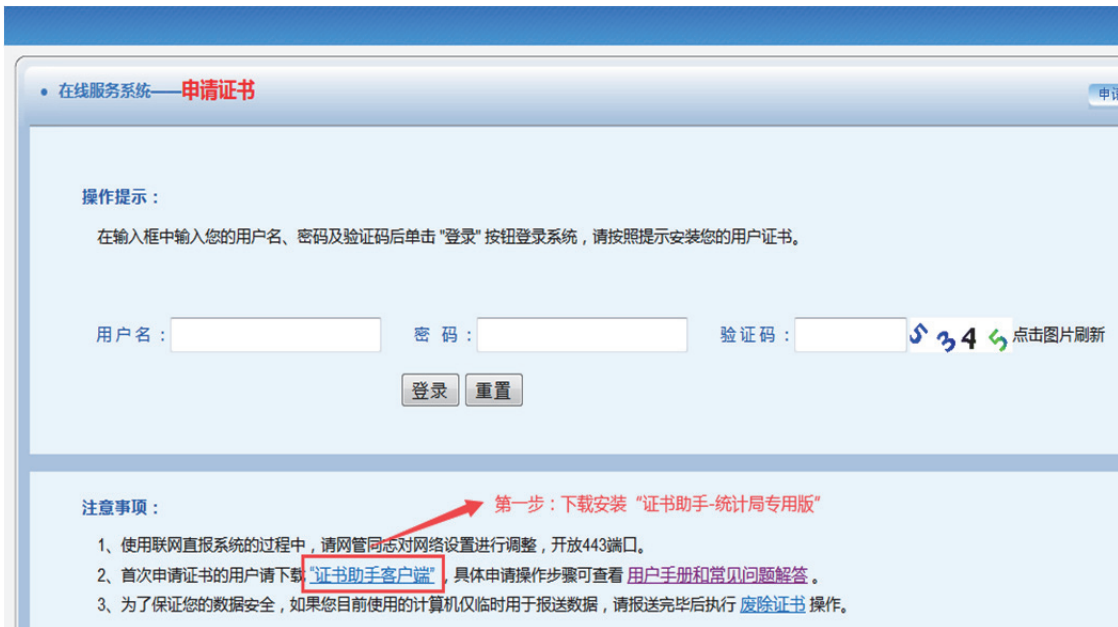 • 在线服务系统——申请证书
申请
操作提示：
在输入框中输入您的用户名、密码及验证码后单击 "登录" 按钮登录系统，请按照提示安装您的用户证书。
用户名： 密 码： 验证码： 5345 点击图片刷新
登录 重置
注意事项： 第一步：下载安装 “证书助手-统计局专用版”
1、使用联网直报系统的过程中，请网管同志对网络设置进行调整，开放443端口。
2、首次申请证书的用户请下载 “证书助手客户端” ，具体申请操作步骤可查看 用户手册和常见问题解答 。
3、为了保证您的数据安全，如果您目前使用的计算机仅临时用于报送数据，请报送完毕后执行 废除证书 操作。